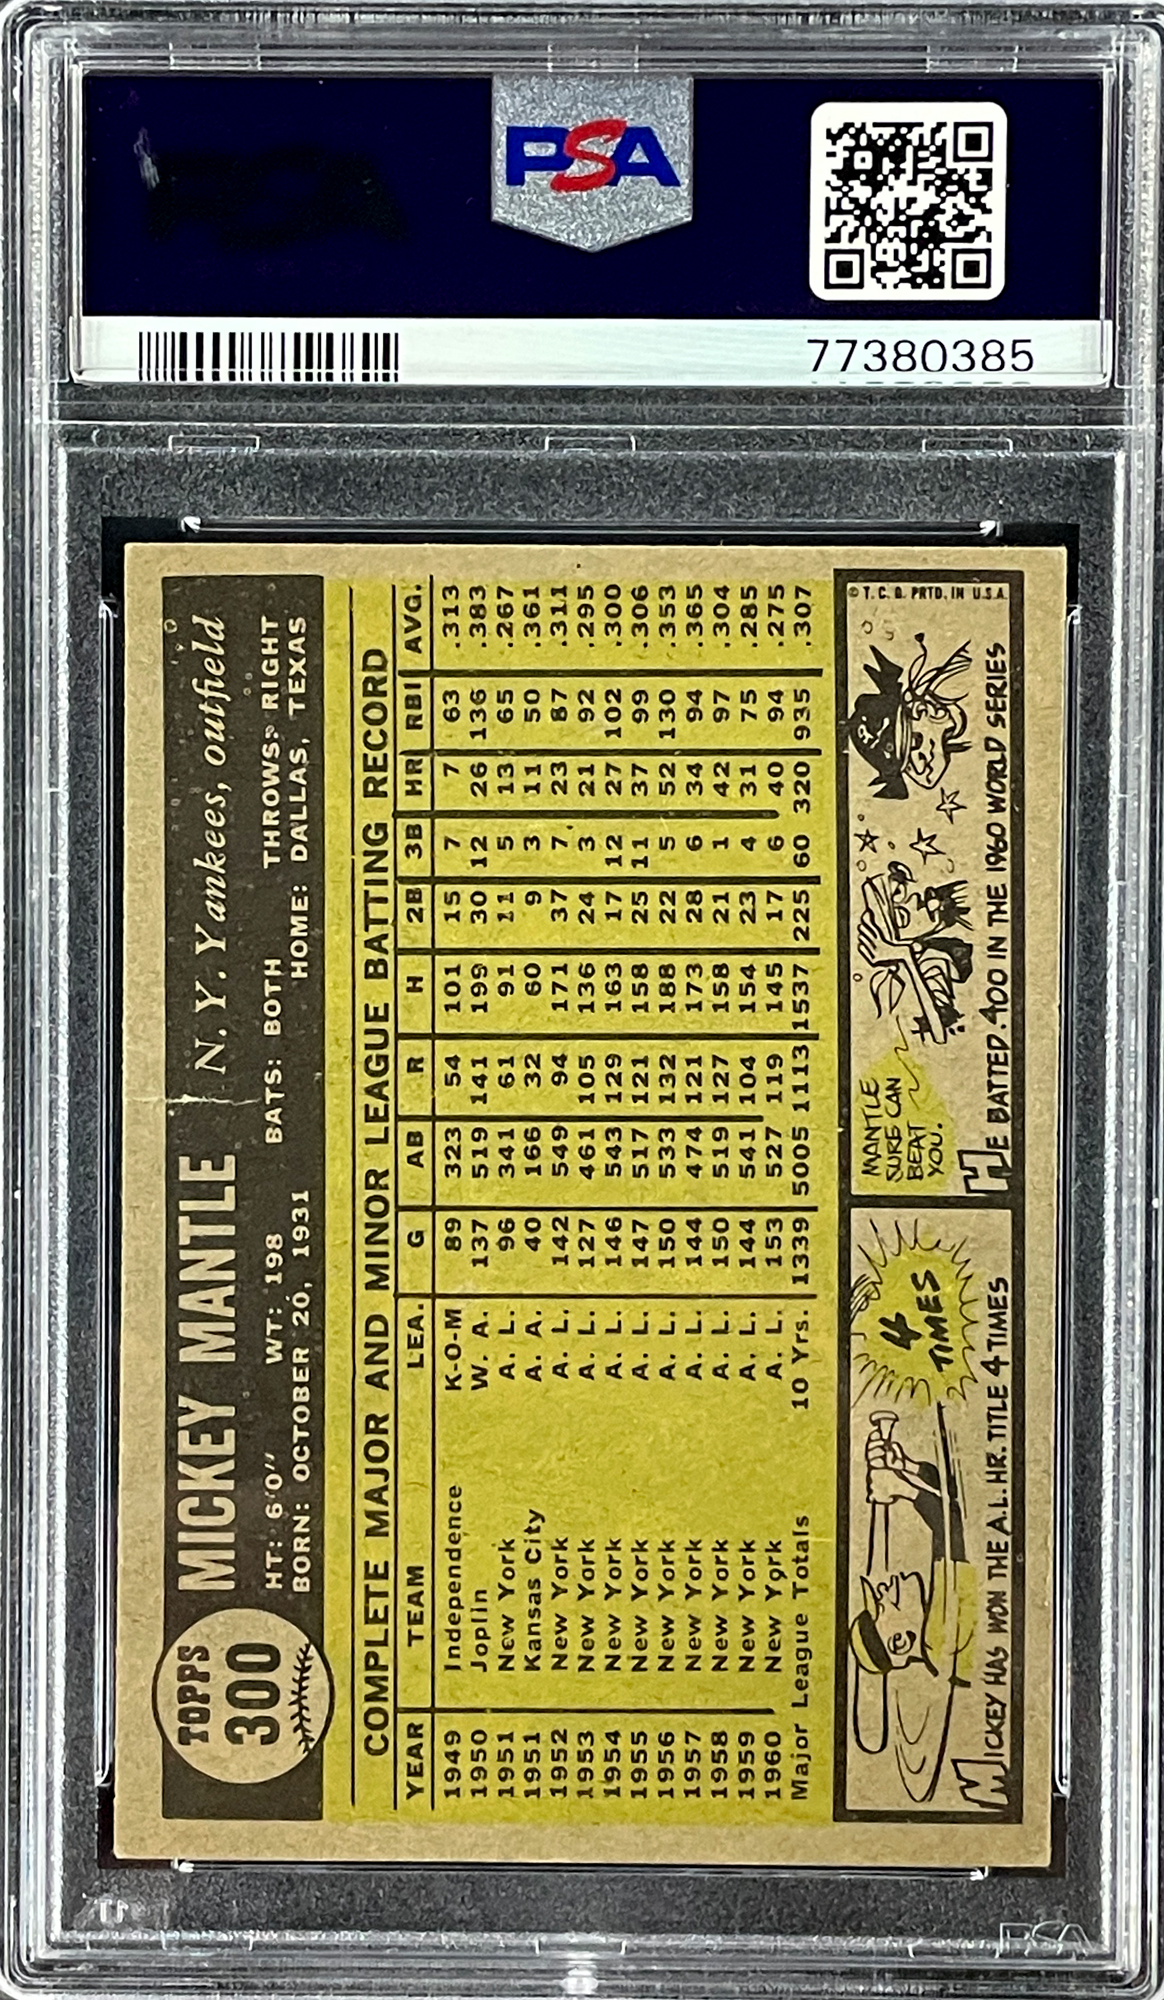 PSA
77380385
TOPPS
300
MICKEY MANTLE N. Y. Yankees, outfield
HT: 6'0" WT: 198 BATS: BOTH THROWS: RIGHT
BORN: OCTOBER 20, 1931 HOME: DALLAS, TEXAS
COMPLETE MAJOR AND MINOR LEAGUE BATTING RECORD
YEAR TEAM LEA. G AB R H 2B 3B HR RBI AVG.
1949 Independence K-O-M 89 323 54 101 15 7 7 63 .313
1950 Joplin W. A. 137 519 141 199 30 12 26 136 .383
1951 New York A. L. 96 341 61 91 11 5 13 65 .267
1951 Kansas City A. A. 40 166 32 60 9 3 11 50 .361
1952 New York A. L. 142 549 94 171 37 7 23 87 .311
1953 New York A. L. 127 461 105 136 24 3 21 92 .295
1954 New York A. L. 146 543 129 163 17 12 27 102 .300
1955 New York A. L. 147 517 121 158 25 11 37 99 .306
1956 New York A. L. 150 533 132 188 22 5 52 130 .353
1957 New York A. L. 144 474 121 173 28 6 34 94 .365
1958 New York A. L. 150 519 127 158 21 1 42 97 .304
1959 New York A. L. 144 541 104 154 23 4 31 75 .285
1960 New York A. L. 153 527 119 145 17 6 40 94 .275
Major League Totals 10 Yrs. 1339 5005 1113 1537 225 60 320 935 .307
4
TIMES
MICKEY HAS WON THE A.L. HR. TITLE 4 TIMES
MANTLE
SURE CAN
BEAT
YOU.
HE BATTED .400 IN THE 1960 WORLD SERIES
© T. C. G. PRTD. IN U.S.A.
PSA